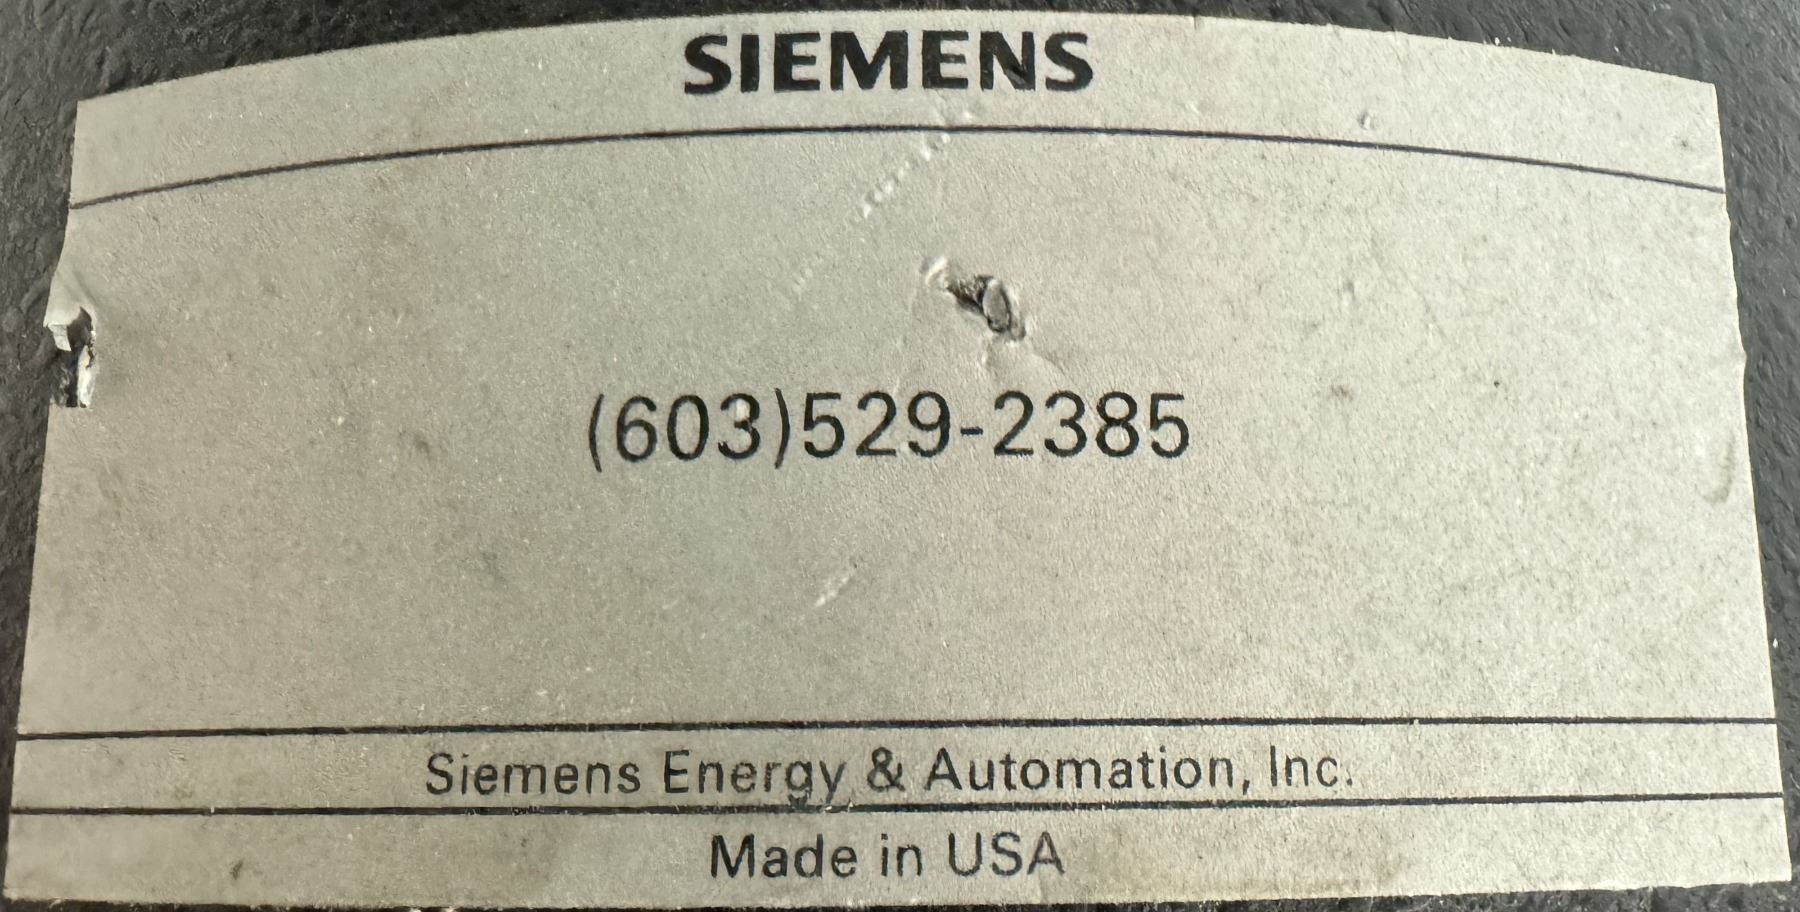 SIEMENS
(603)529-2385
Siemens Energy & Automation, Inc.
Made in USA